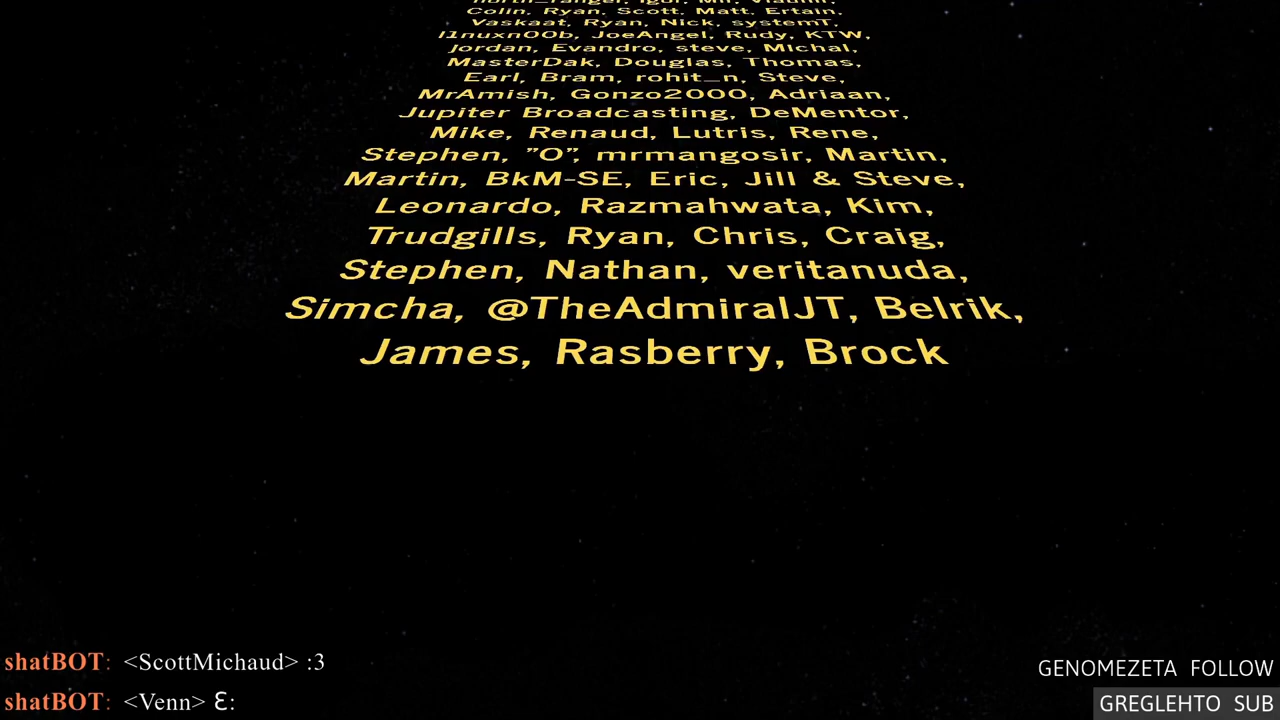 Colin, Ryan, Scott, Matt, Ertain,
Vaskaat, Ryan, Nick, systemT,
l1nuxn00b, JoeAngel, Rudy, KTW,
Jordan, Evandro, steve, MIchal,
MasterDak, Douglas, Thomas,
Earl, Bram, rohit_n, Steve,
MrAmish, Gonzo2000, Adriaan,
Jupiter Broadcasting, DeMentor,
Mike, Renaud, Lutris, Rene,
Stephen, "O", mrmangosir, Martin,
Martin, BkM-SE, Eric, Jill & Steve,
Leonardo, Razmahwata, Kim,
Trudgills, Ryan, Chris, Craig,
Stephen, Nathan, veritanuda,
Simcha, @TheAdmiralJT, Belrik,
James, Rasberry, Brock
shatBOT: <ScottMichaud> :3
shatBOT: <Venn> Ɛ:
GENOMEZETA FOLLOW
GREGLEHTO SUB